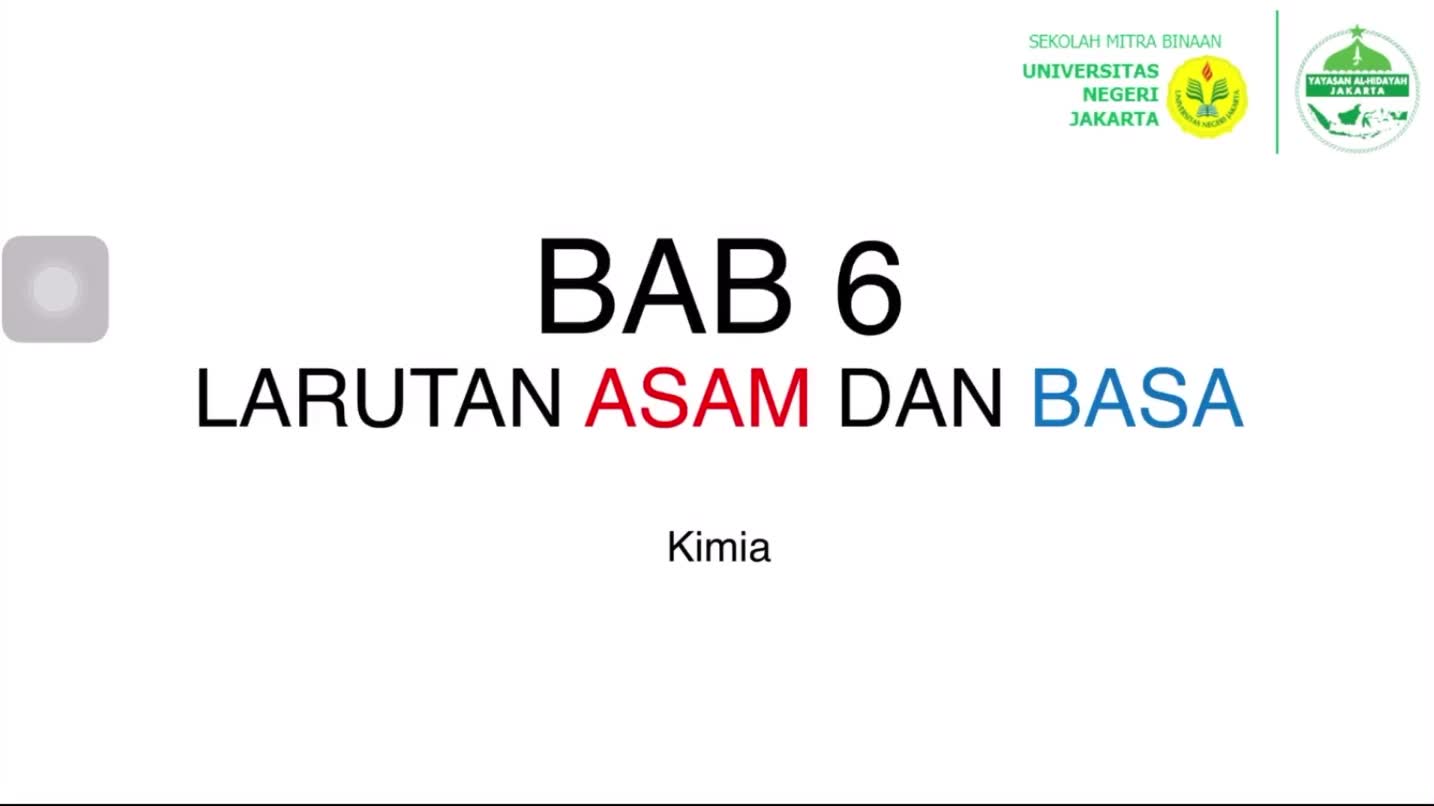 SEKOLAH MITRA BINAAN
UNIVERSITAS
NEGERI
JAKARTA
UNIVERSITAS NEGERI JAKARTA
YAYASAN AL-HIDAYAH
JAKARTA
BAB 6
LARUTAN ASAM DAN BASA
Kimia